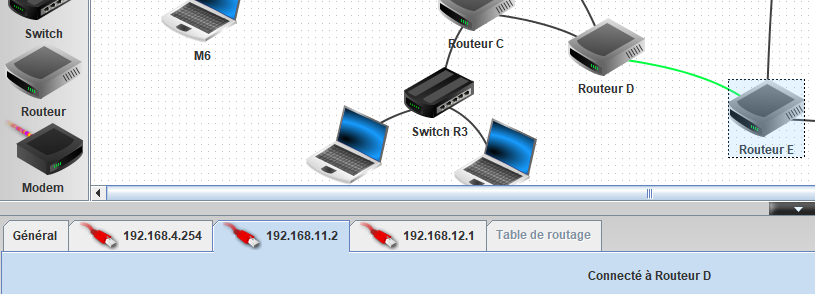 Switch
Routeur
Modem
M6
Routeur C
Routeur D
Switch R3
Routeur E
Général
192.168.4.254
192.168.11.2
192.168.12.1
Table de routage
Connecté à Routeur D